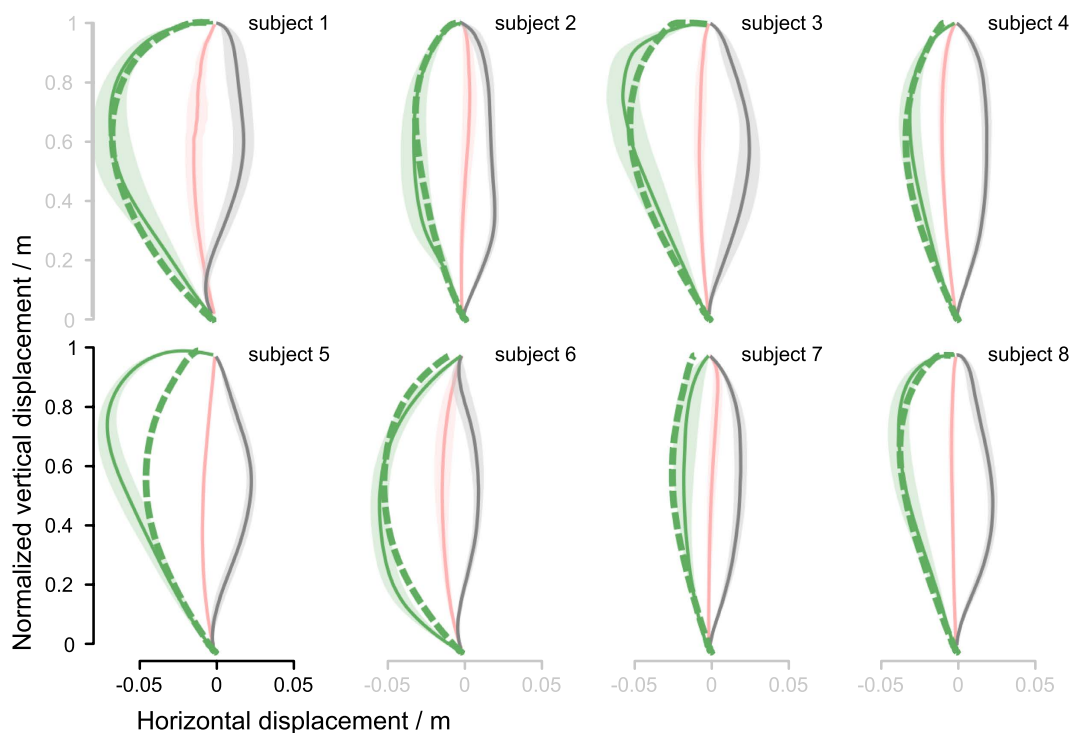 subject 1
subject 2
subject 3
subject 4
1
0.8
0.6
0.4
0.2
0
Normalized vertical displacement / m
subject 5
subject 6
subject 7
subject 8
1
0.8
0.6
0.4
0.2
0
-0.05 0 0.05
-0.05 0 0.05
-0.05 0 0.05
-0.05 0 0.05
Horizontal displacement / m